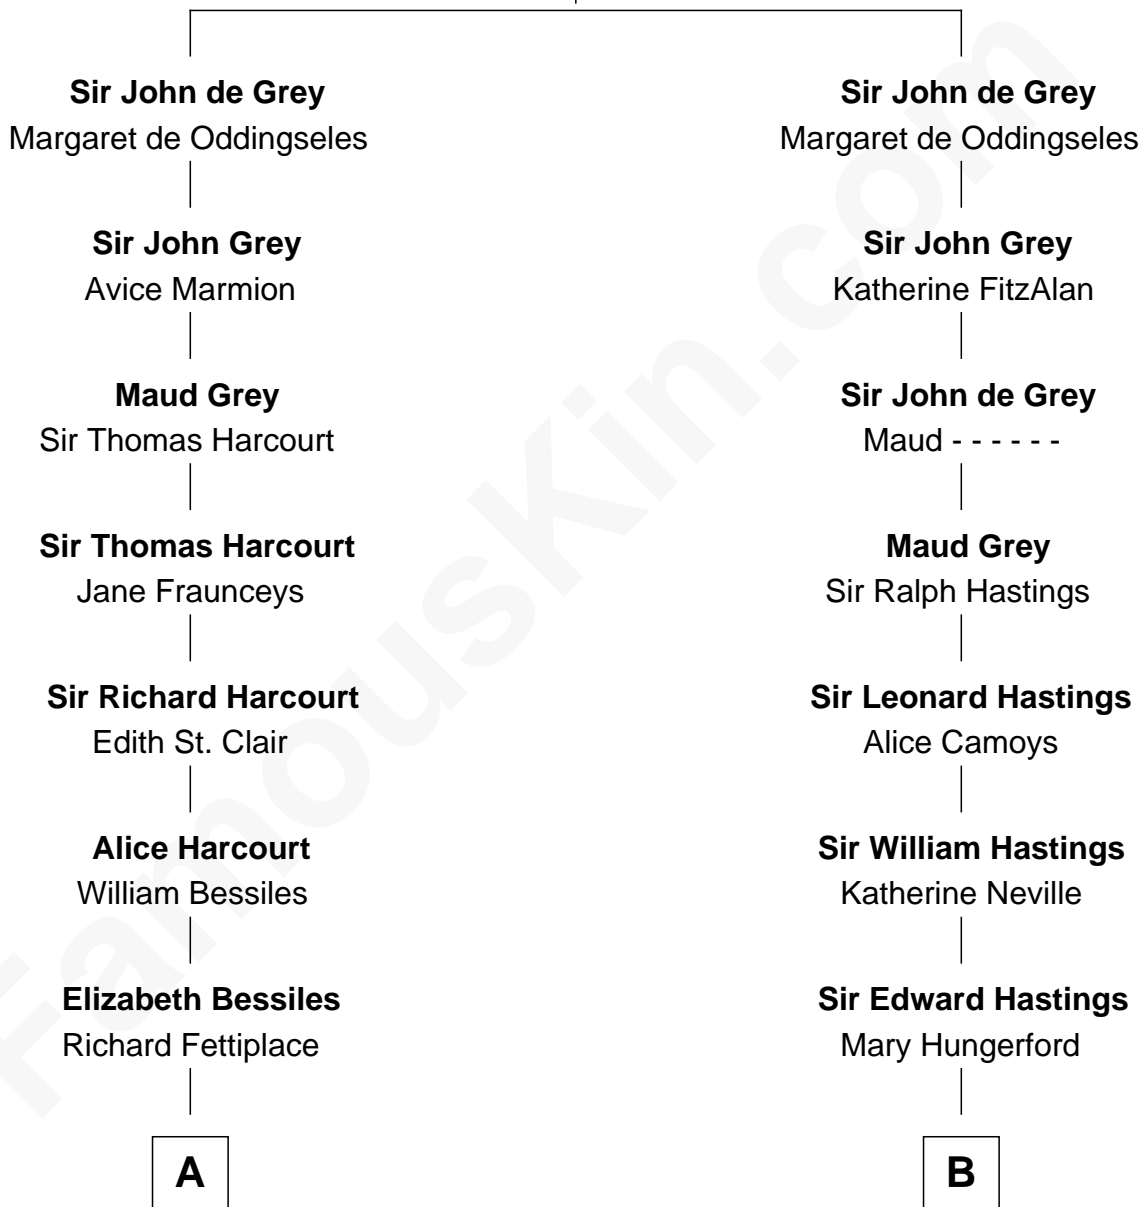 Sir John de Grey
Margaret de Oddingseles
Sir John Grey
Avice Marmion
Maud Grey
Sir Thomas Harcourt
Sir Thomas Harcourt
Jane Fraunceys
Sir Richard Harcourt
Edith St. Clair
Alice Harcourt
William Bessiles
Elizabeth Bessiles
Richard Fettiplace
A
Sir John de Grey
Margaret de Oddingseles
Sir John Grey
Katherine FitzAlan
Sir John de Grey
Maud - - - - - -
Maud Grey
Sir Ralph Hastings
Sir Leonard Hastings
Alice Camoys
Sir William Hastings
Katherine Neville
Sir Edward Hastings
Mary Hungerford
B
FamousKin.com